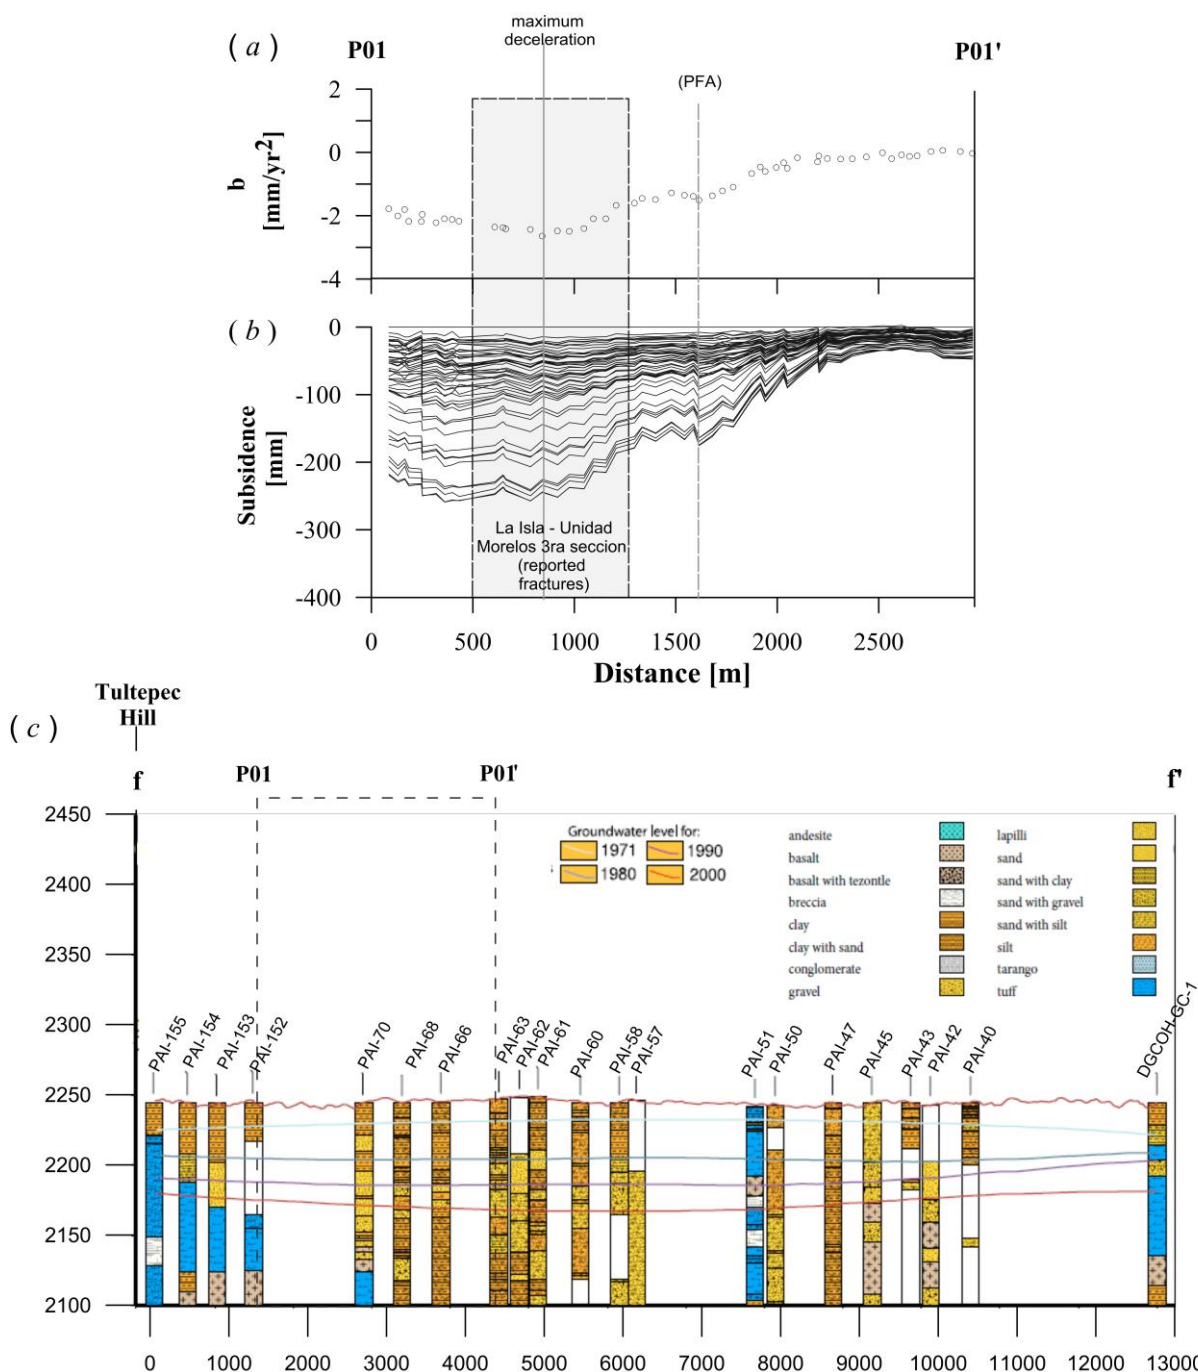 maximum
deceleration
( a )
P01
P01'
(PFA)
2
0
-2
-4
b
[mm/yr²]
( b )
0
-100
-200
-300
-400
Subsidence
[mm]
La Isla - Unidad
Morelos 3ra seccion
(reported
fractures)
0 500 1000 1500 2000 2500
Distance [m]
Tultepec
Hill
( c )
f
P01
P01'
f'
2450
2400
2350
2300
2250
2200
2150
2100
Groundwater level for:
1971 1990
1980 2000
andesite lapilli
basalt sand
basalt with tezontle sand with clay
breccia sand with gravel
clay sand with silt
clay with sand silt
conglomerate tarango
gravel tuff
PAI-155
PAI-154
PAI-153
PAI-152
PAI-70
PAI-68
PAI-66
PAI-63
PAI-62
PAI-61
PAI-60
PAI-58
PAI-57
PAI-51
PAI-50
PAI-47
PAI-45
PAI-43
PAI-42
PAI-40
DGCOH-GC-1
0 1000 2000 3000 4000 5000 6000 7000 8000 9000 10000 11000 12000 13000